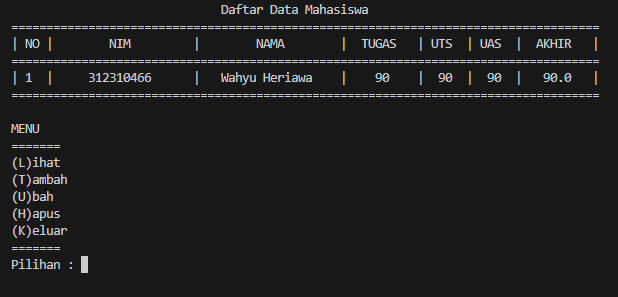 Daftar Data Mahasiswa
==================================================================================
| NO | NIM | NAMA | TUGAS | UTS | UAS | AKHIR |
==================================================================================
| 1 | 312310466 | Wahyu Heriawa | 90 | 90 | 90 | 90.0 |
==================================================================================
MENU
=======
(L)ihat
(T)ambah
(U)bah
(H)apus
(K)eluar
=======
Pilihan :